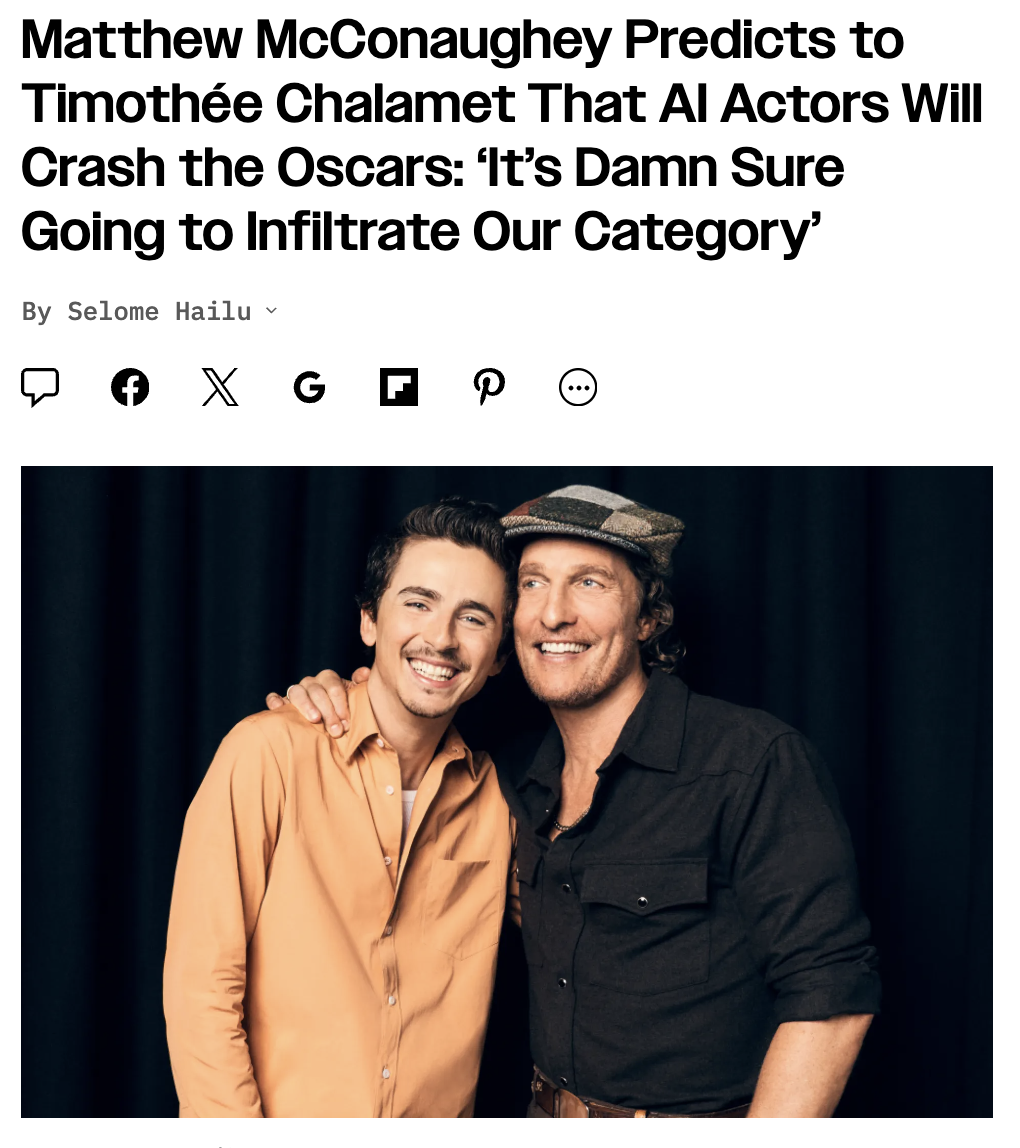 Matthew McConaughey Predicts to
Timothée Chalamet That AI Actors Will
Crash the Oscars: ‘It’s Damn Sure
Going to Infiltrate Our Category’
By Selome Hailu